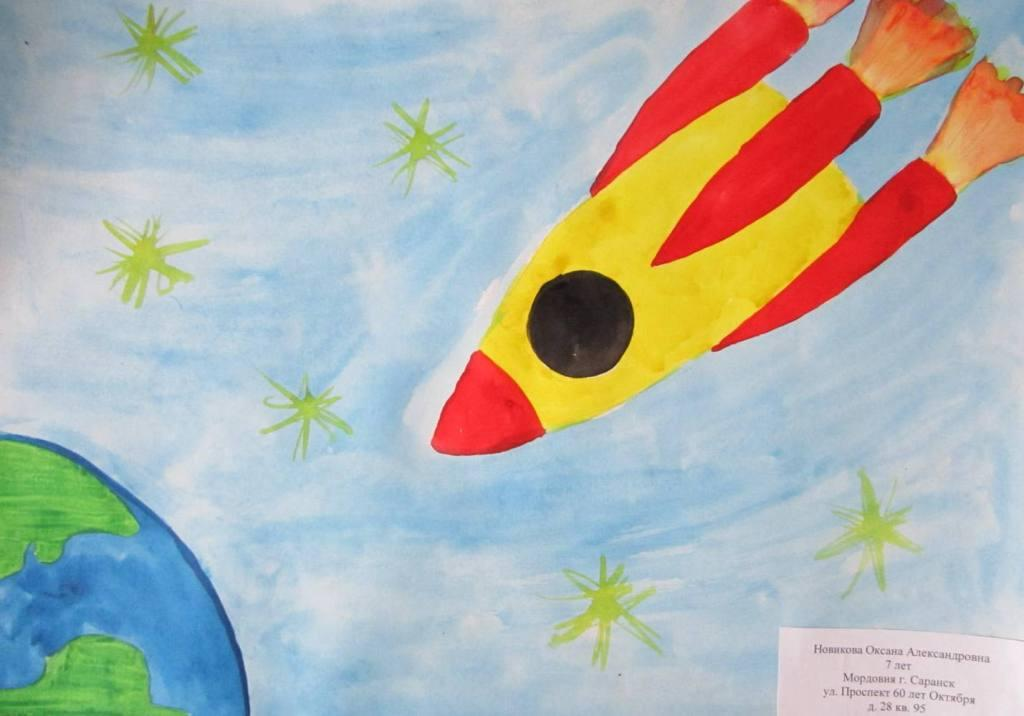 Новикова Оксана Александровна
7 лет
Мордовия г. Саранск
ул. Проспект 60 лет Октября
д. 28 кв. 95